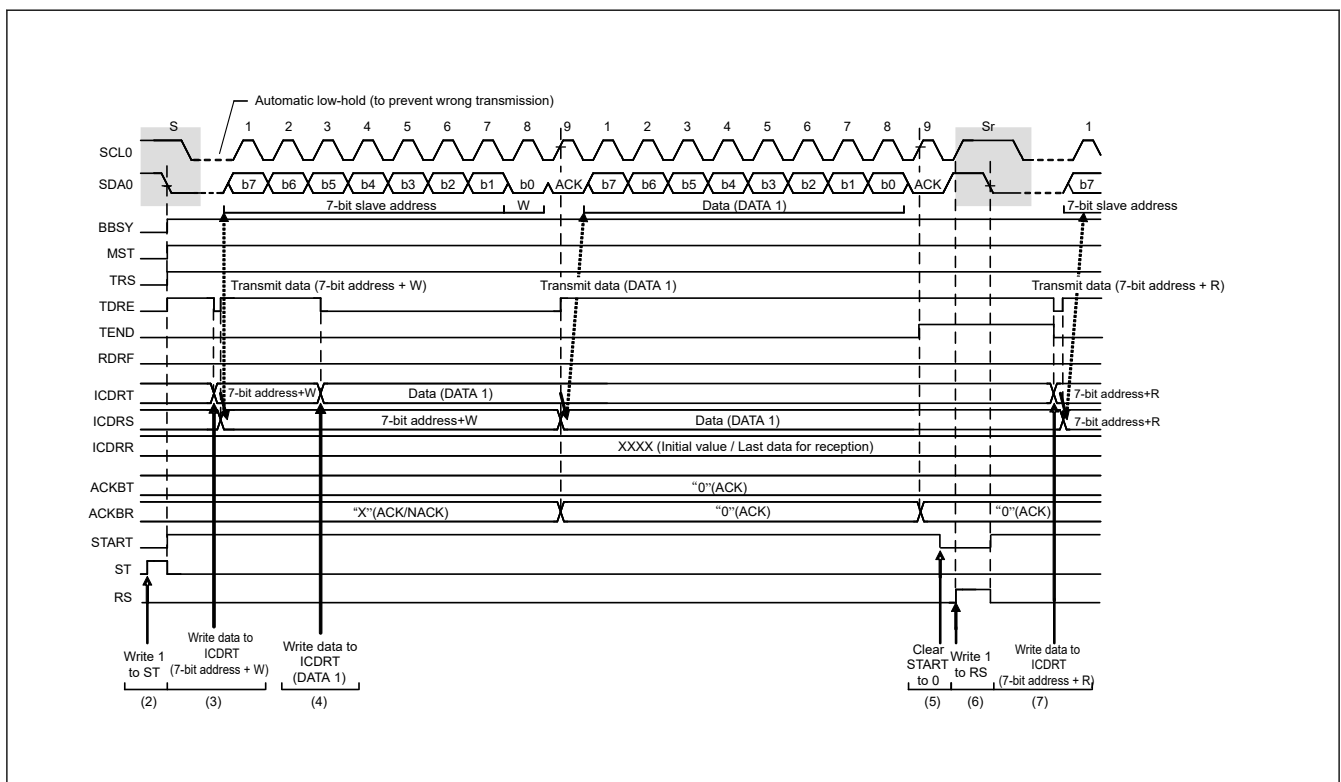 Automatic low-hold (to prevent wrong transmission)
S 1 2 3 4 5 6 7 8 9 1 2 3 4 5 6 7 8 9 Sr 1
SCL0
SDA0 b7 b6 b5 b4 b3 b2 b1 b0 ACK b7 b6 b5 b4 b3 b2 b1 b0 ACK b7
7-bit slave address W Data (DATA 1) 7-bit slave address
BBSY
MST
TRS
Transmit data (7-bit address + W) Transmit data (DATA 1) Transmit data (7-bit address + R)
TDRE
TEND
RDRF
ICDRT 7-bit address+W Data (DATA 1) 7-bit address+R
ICDRS 7-bit address+W Data (DATA 1) 7-bit address+R
ICDRR XXXX (Initial value / Last data for reception)
ACKBT "0"(ACK)
ACKBR "X"(ACK/NACK) "0"(ACK) "0"(ACK)
START
ST
RS
Write 1
to ST
Write data to
ICDRT
(7-bit address + W)
Write data to
ICDRT
(DATA 1)
Clear
START
to 0
Write 1
to RS
Write data to
ICDRT
(7-bit address + R)
(2) (3) (4) (5) (6) (7)